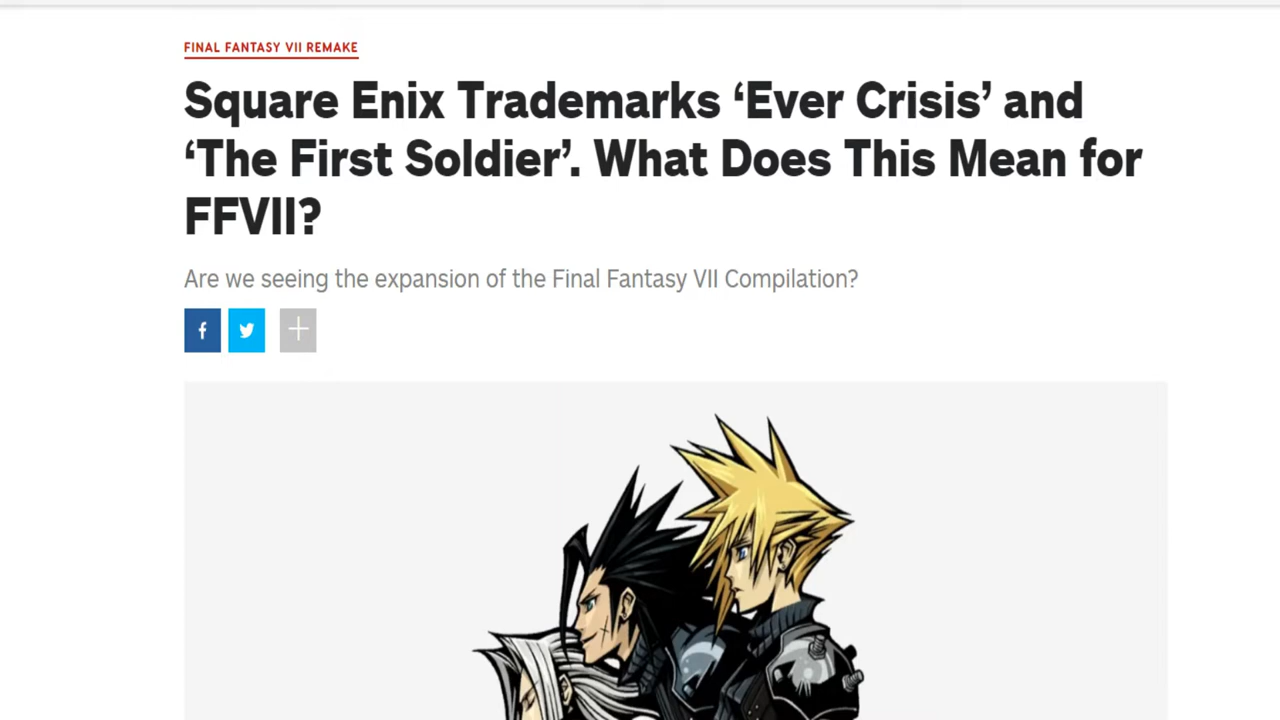 FINAL FANTASY VII REMAKE
Square Enix Trademarks ‘Ever Crisis’ and
‘The First Soldier’. What Does This Mean for
FFVII?
Are we seeing the expansion of the Final Fantasy VII Compilation?